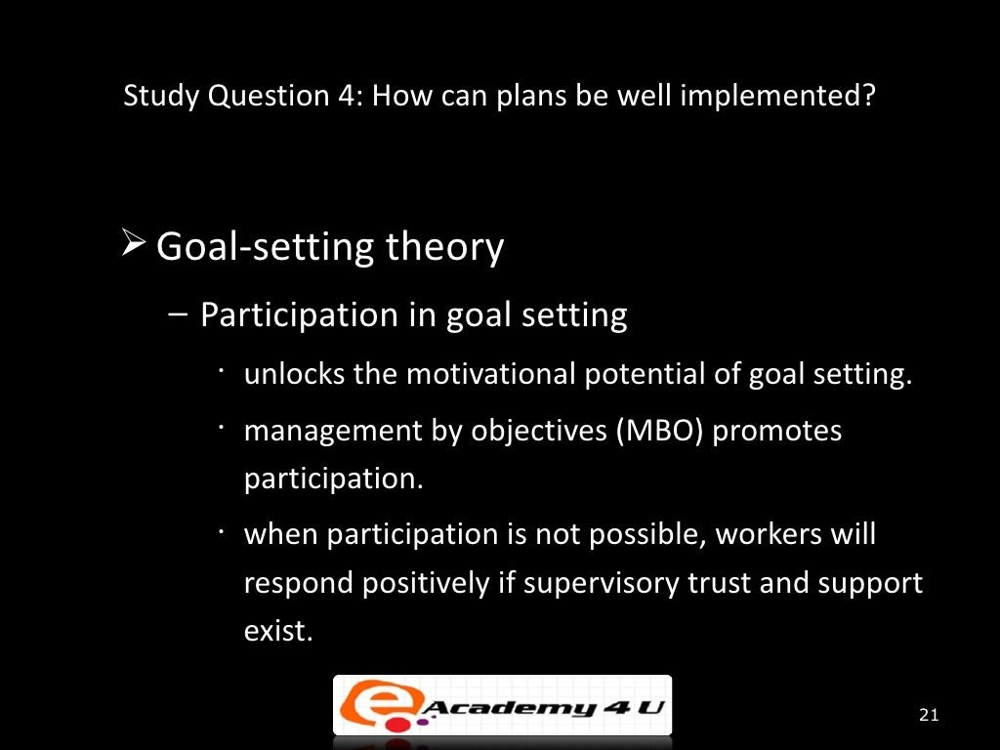 Study Question 4: How can plans be well implemented?
➢ Goal-setting theory
– Participation in goal setting
· unlocks the motivational potential of goal setting.
· management by objectives (MBO) promotes
participation.
· when participation is not possible, workers will
respond positively if supervisory trust and support
exist.
eAcademy 4 U
21